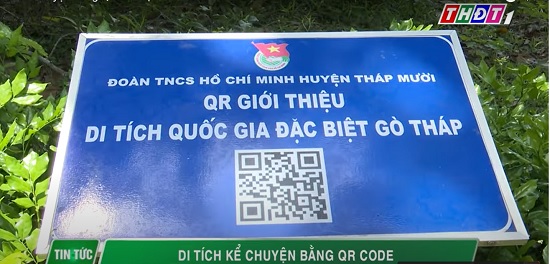 THĐT1
ĐOÀN TNCS HỒ CHÍ MINH HUYỆN THÁP MƯỜI
QR GIỚI THIỆU
DI TÍCH QUỐC GIA ĐẶC BIỆT GÒ THÁP
TIN TỨC
DI TÍCH KỂ CHUYỆN BẰNG QR CODE